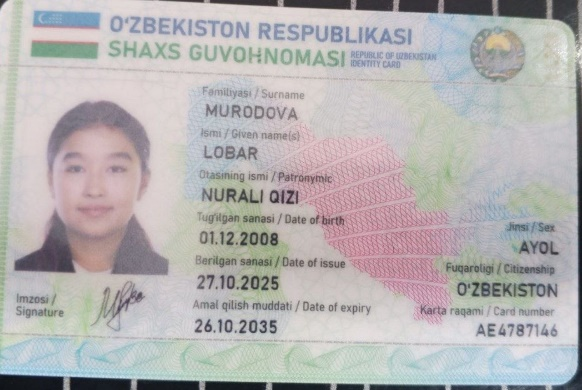 O'ZBEKISTON RESPUBLIKASI
SHAXS GUVOHNOMASI REPUBLIC OF UZBEKISTAN IDENTITY CARD
Familiyasi / Surname
MURODOVA
Ismi / Given name(s)
LOBAR
Otasining ismi / Patronymic
NURALI QIZI
Tug'ilgan sanasi / Date of birth
01.12.2008
Jinsi / Sex
AYOL
Berilgan sanasi / Date of issue
27.10.2025
Fuqaroligi / Citizenship
O'ZBEKISTON
Imzosi / Signature
Amal qilish muddati / Date of expiry
26.10.2035
Karta raqami / Card number
AE4787146